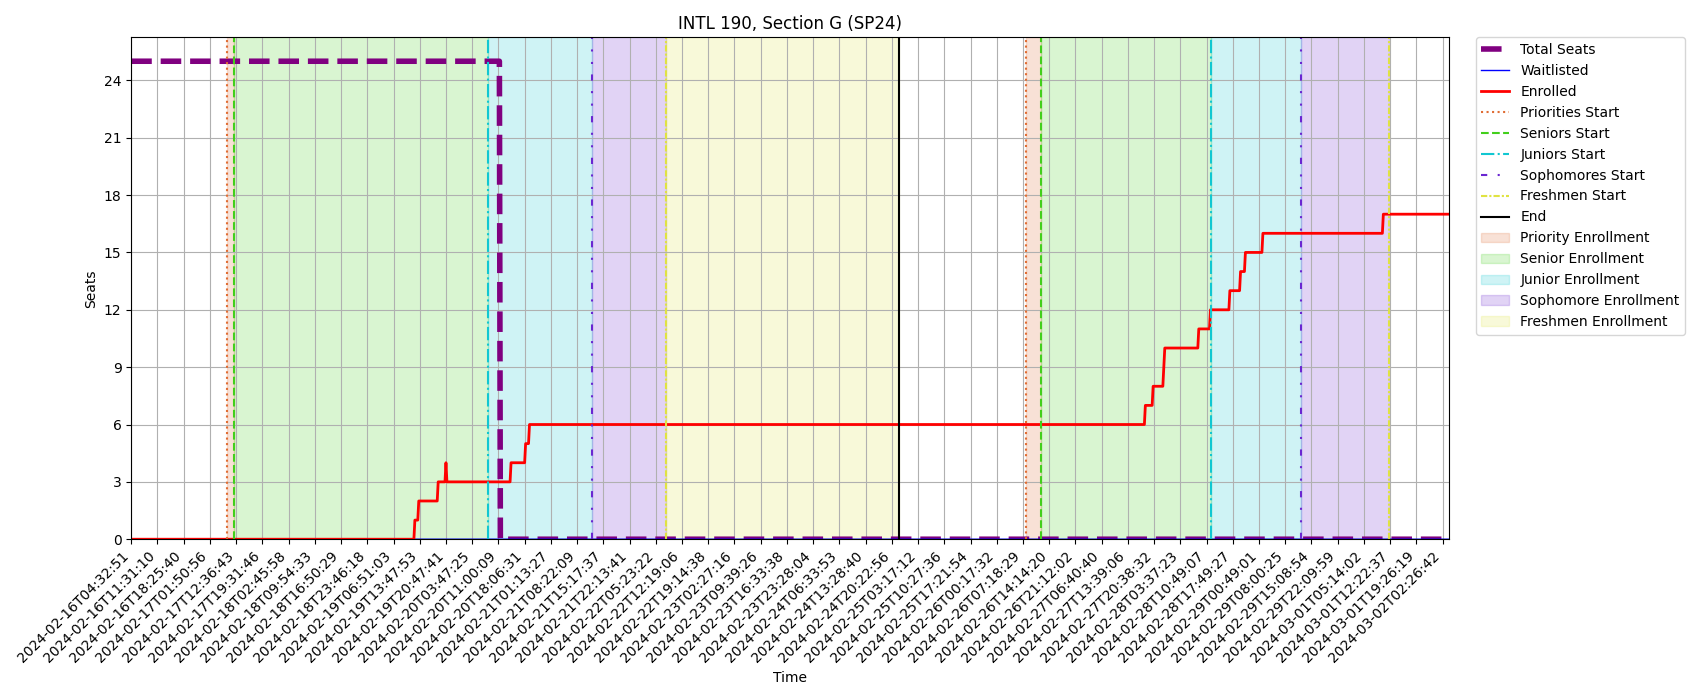 INTL 190, Section G (SP24)
Seats
24
21
18
15
12
9
6
3
0
2024-02-16T04:32:51
2024-02-16T11:31:10
2024-02-16T18:25:40
2024-02-17T01:50:56
2024-02-17T12:36:43
2024-02-17T19:31:46
2024-02-18T02:45:58
2024-02-18T09:54:33
2024-02-18T16:50:29
2024-02-18T23:46:18
2024-02-19T06:51:03
2024-02-19T13:47:53
2024-02-19T20:47:41
2024-02-20T03:47:25
2024-02-20T11:00:09
2024-02-20T18:06:31
2024-02-21T01:13:27
2024-02-21T08:22:09
2024-02-21T15:17:37
2024-02-21T22:13:41
2024-02-22T05:23:22
2024-02-22T12:19:06
2024-02-22T19:14:38
2024-02-23T02:27:16
2024-02-23T09:39:26
2024-02-23T16:33:38
2024-02-23T23:28:04
2024-02-24T06:33:53
2024-02-24T13:28:40
2024-02-24T20:22:56
2024-02-25T03:17:12
2024-02-25T10:27:36
2024-02-25T17:21:54
2024-02-26T00:17:32
2024-02-26T07:18:29
2024-02-26T14:14:20
2024-02-26T21:12:02
2024-02-27T06:40:40
2024-02-27T13:39:06
2024-02-27T20:38:32
2024-02-28T03:37:23
2024-02-28T10:49:07
2024-02-28T17:49:27
2024-02-29T00:49:01
2024-02-29T08:00:25
2024-02-29T15:08:54
2024-02-29T22:09:59
2024-03-01T05:14:02
2024-03-01T12:22:37
2024-03-01T19:26:19
2024-03-02T02:26:42
Time
Total Seats
Waitlisted
Enrolled
Priorities Start
Seniors Start
Juniors Start
Sophomores Start
Freshmen Start
End
Priority Enrollment
Senior Enrollment
Junior Enrollment
Sophomore Enrollment
Freshmen Enrollment